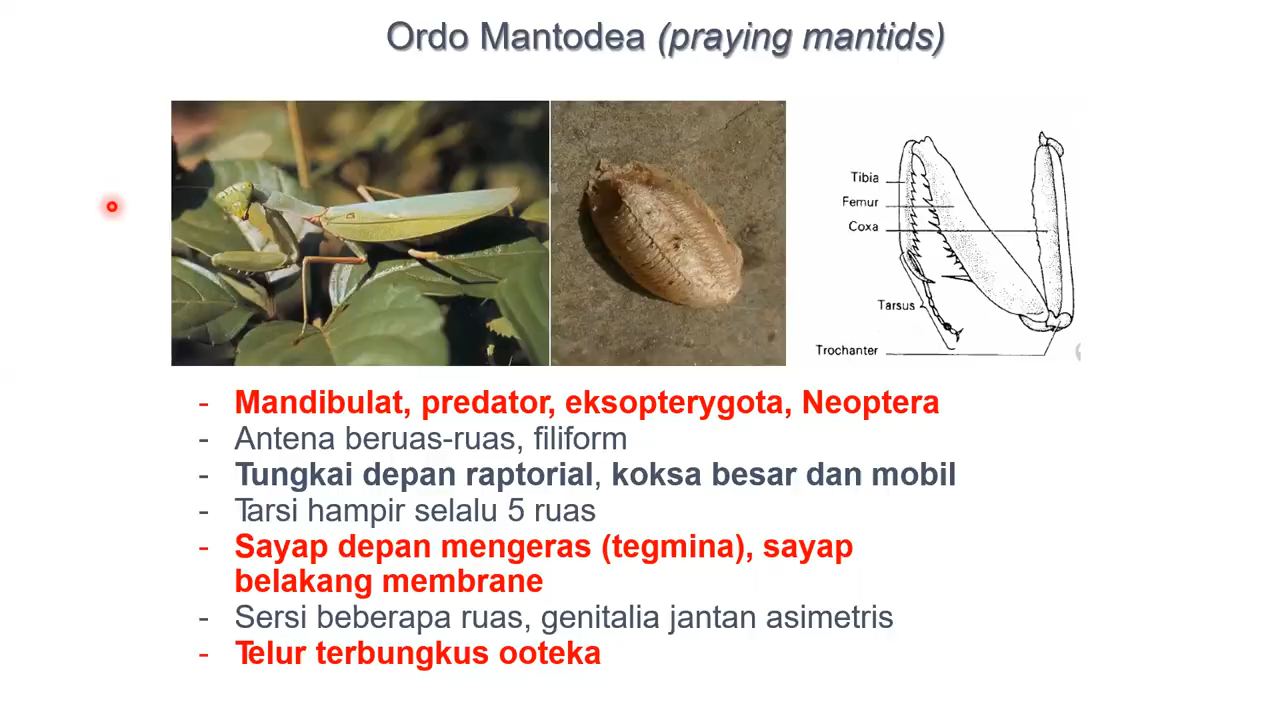 Ordo Mantodea (praying mantids)
Tibia
Femur
Coxa
Tarsus
Trochanter
- Mandibulat, predator, eksopterygota, Neoptera
- Antena beruas-ruas, filiform
- Tungkai depan raptorial, koksa besar dan mobil
- Tarsi hampir selalu 5 ruas
- Sayap depan mengeras (tegmina), sayap
belakang membrane
- Sersi beberapa ruas, genitalia jantan asimetris
- Telur terbungkus ooteka